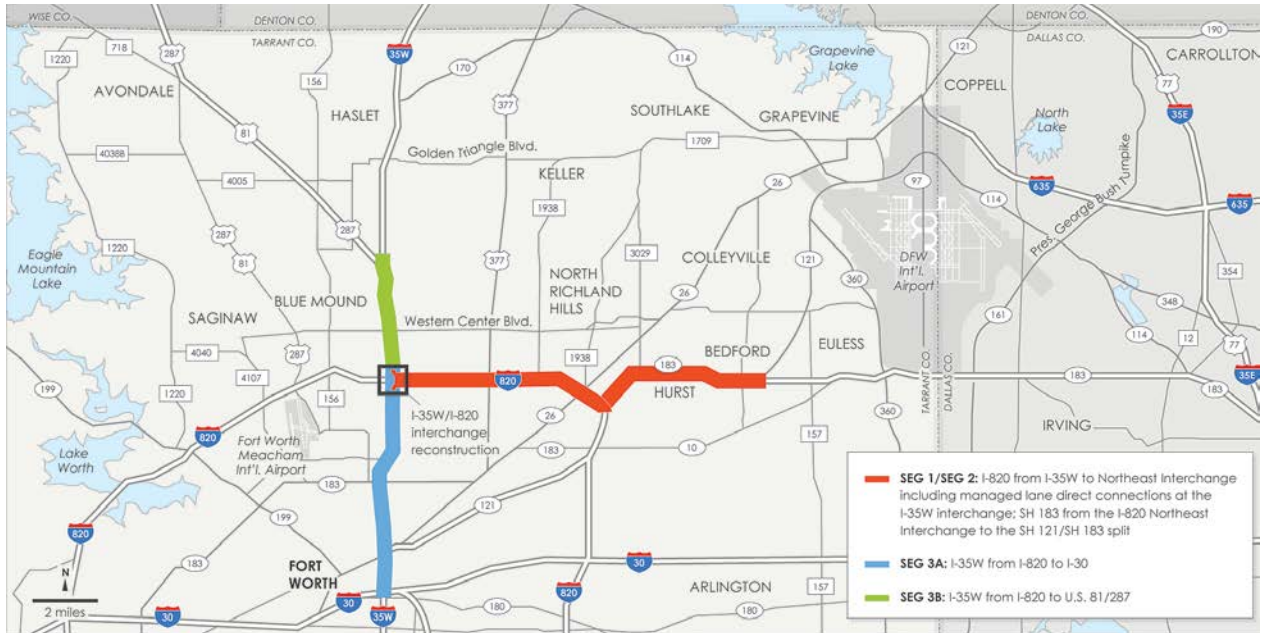 WISE CO.
DENTON CO.
TARRANT CO.
DENTON CO.
DALLAS CO.
718
287
1220
156
35W
170
377
114
Grapevine
Lake
121
190
CARROLLTON
COPPELL
77
AVONDALE
HASLET
SOUTHLAKE
GRAPEVINE
81
North
Lake
35E
1709
Golden Triangle Blvd.
4038B
4005
KELLER
1938
26
97
635
114
635
287
287
1220
81
377
3029
COLLEYVILLE
121
360
DFW
Int'l.
Airport
Pres. George Bush Turnpike
354
Eagle
Mountain
Lake
NORTH
RICHLAND
HILLS
26
BLUE MOUND
SAGINAW
Western Center Blvd.
161
348
114
12
77
4040
287
1938
183
BEDFORD
EULESS
199
1220
4107
156
820
HURST
TARRANT CO.
DALLAS CO.
183
35E
I-35W/I-820
interchange
reconstruction
26
360
820
Fort Worth
Meacham
Int'l. Airport
183
10
157
IRVING
Lake
Worth
183
199
121
820
183
N
2 miles
FORT
WORTH
30
30
35W
180
820
30
ARLINGTON
157
180
SEG 1/SEG 2: I-820 from I-35W to Northeast Interchange
including managed lane direct connections at the
I-35W interchange; SH 183 from the I-820 Northeast
Interchange to the SH 121/SH 183 split
SEG 3A: I-35W from I-820 to I-30
SEG 3B: I-35W from I-820 to U.S. 81/287